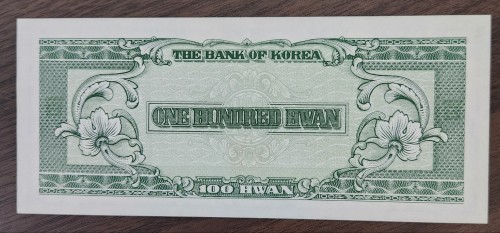 THE BANK OF KOREA
ONE HUNDRED HWAN
100 HWAN